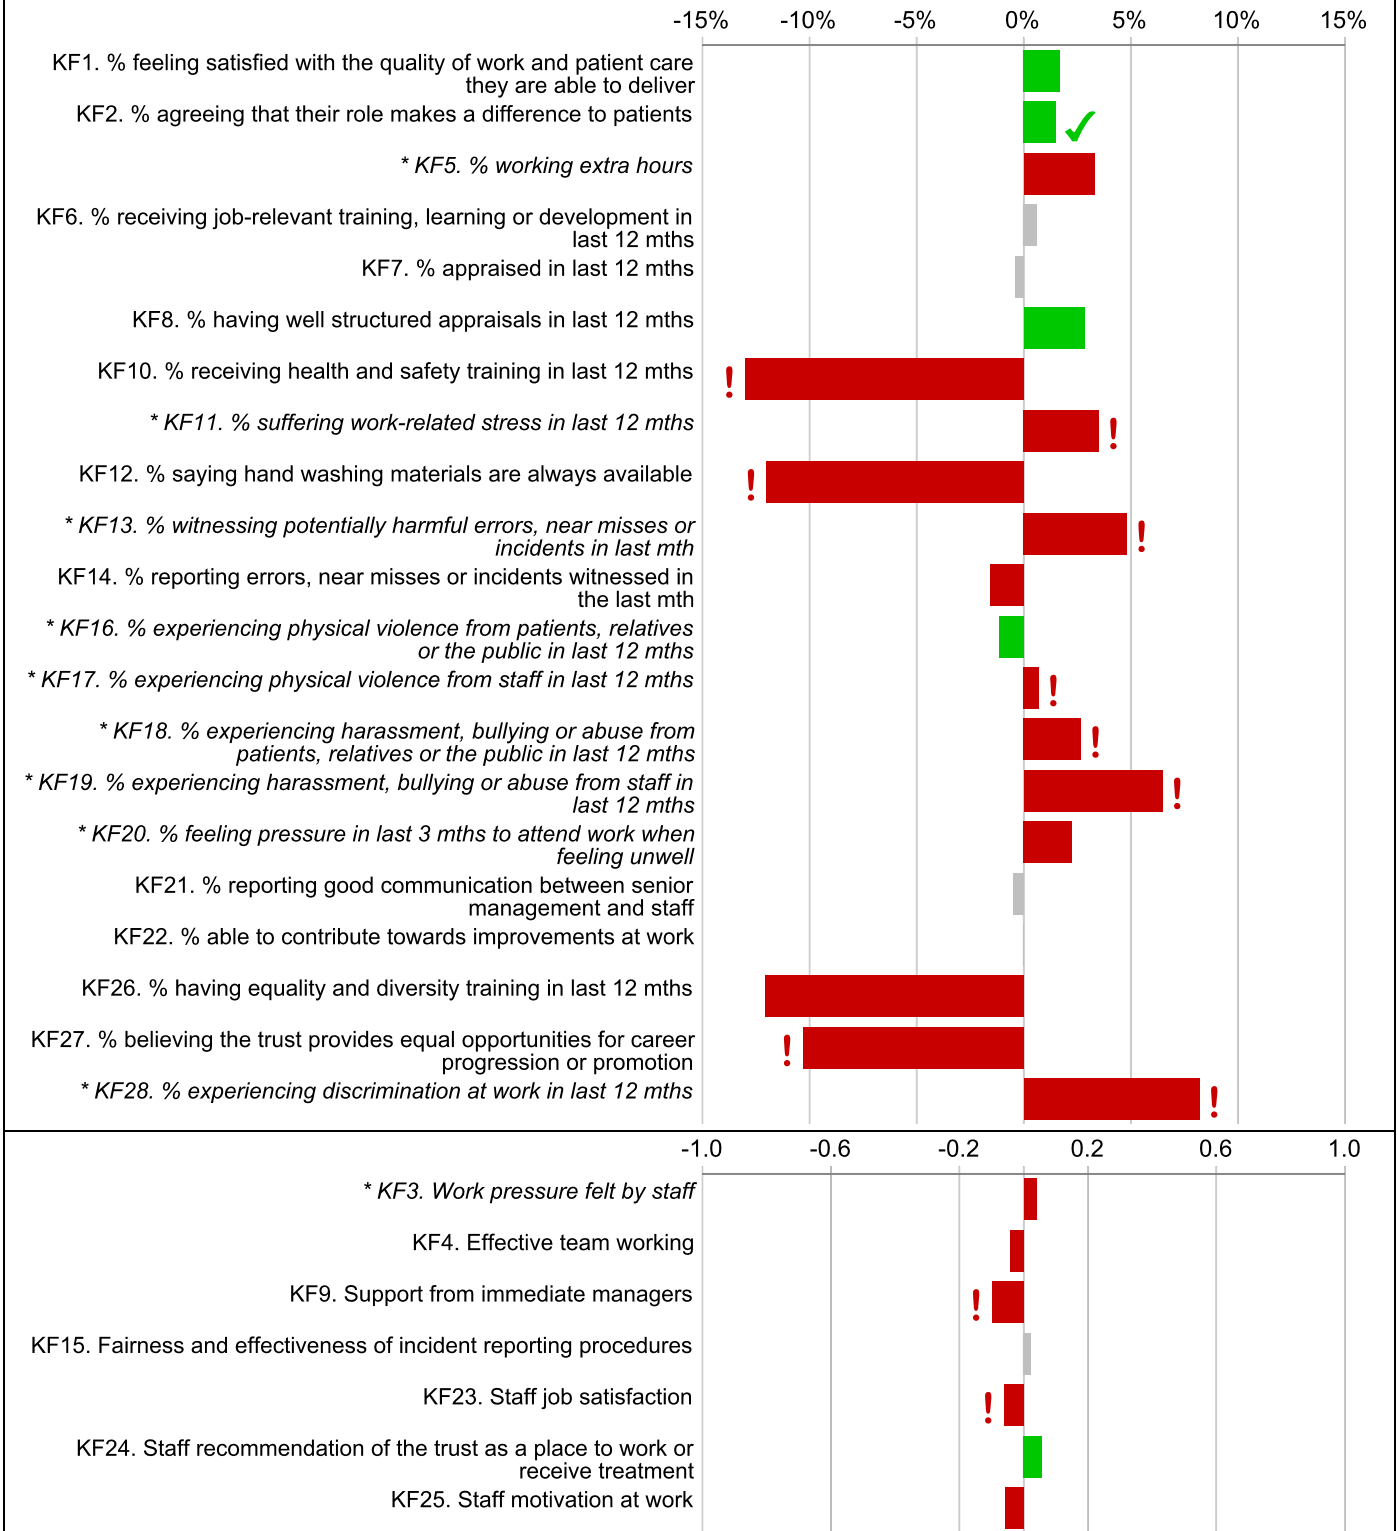 -15% -10% -5% 0% 5% 10% 15%
KF1. % feeling satisfied with the quality of work and patient care
they are able to deliver
KF2. % agreeing that their role makes a difference to patients
* KF5. % working extra hours
KF6. % receiving job-relevant training, learning or development in
last 12 mths
KF7. % appraised in last 12 mths
KF8. % having well structured appraisals in last 12 mths
KF10. % receiving health and safety training in last 12 mths
!
* KF11. % suffering work-related stress in last 12 mths
!
KF12. % saying hand washing materials are always available
!
* KF13. % witnessing potentially harmful errors, near misses or
incidents in last mth
!
KF14. % reporting errors, near misses or incidents witnessed in
the last mth
* KF16. % experiencing physical violence from patients, relatives
or the public in last 12 mths
* KF17. % experiencing physical violence from staff in last 12 mths
!
* KF18. % experiencing harassment, bullying or abuse from
patients, relatives or the public in last 12 mths
!
* KF19. % experiencing harassment, bullying or abuse from staff in
last 12 mths
!
* KF20. % feeling pressure in last 3 mths to attend work when
feeling unwell
KF21. % reporting good communication between senior
management and staff
KF22. % able to contribute towards improvements at work
KF26. % having equality and diversity training in last 12 mths
KF27. % believing the trust provides equal opportunities for career
progression or promotion
!
* KF28. % experiencing discrimination at work in last 12 mths
!
-1.0 -0.6 -0.2 0.2 0.6 1.0
* KF3. Work pressure felt by staff
KF4. Effective team working
KF9. Support from immediate managers
!
KF15. Fairness and effectiveness of incident reporting procedures
KF23. Staff job satisfaction
!
KF24. Staff recommendation of the trust as a place to work or
receive treatment
KF25. Staff motivation at work